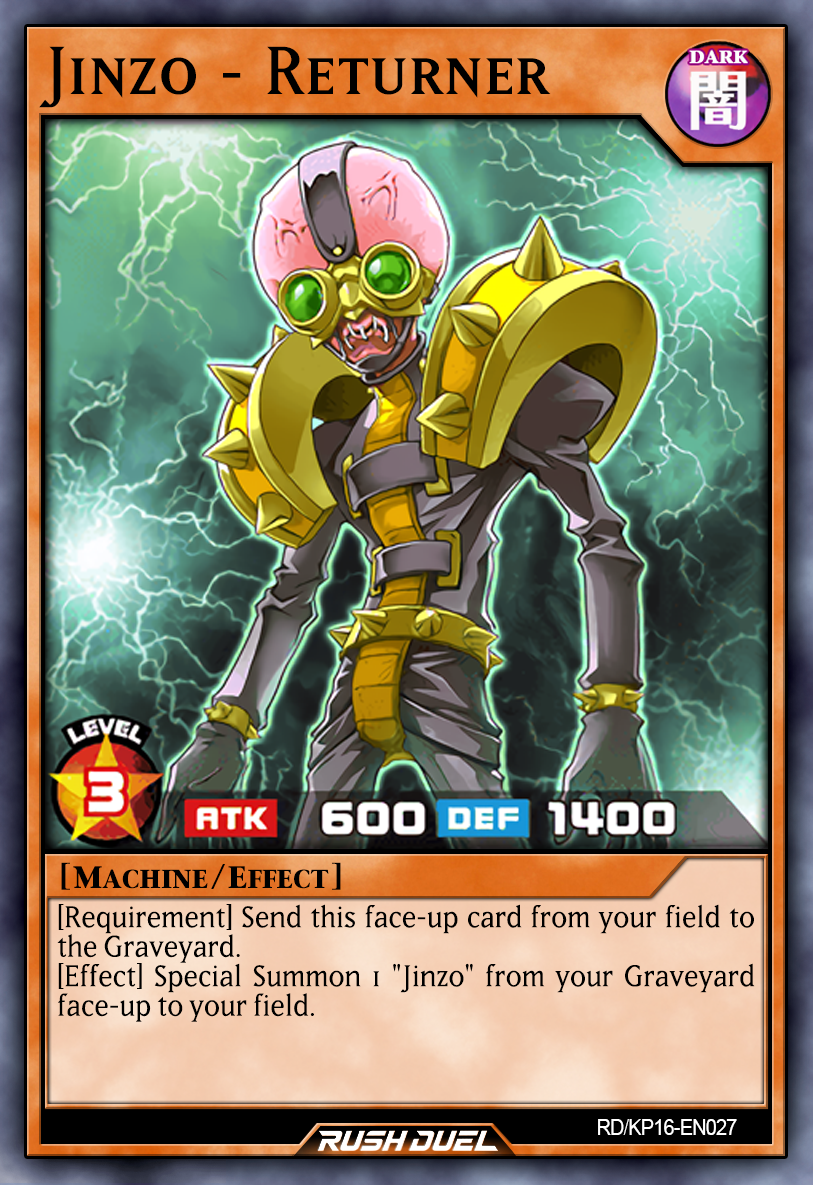 Jinzo - Returner
DARK
闇
LEVEL
3
ATK 600 DEF 1400
[Machine/Effect]
[Requirement] Send this face-up card from your field to
the Graveyard.
[Effect] Special Summon 1 "Jinzo" from your Graveyard
face-up to your field.
RD/KP16-EN027
RUSH DUEL